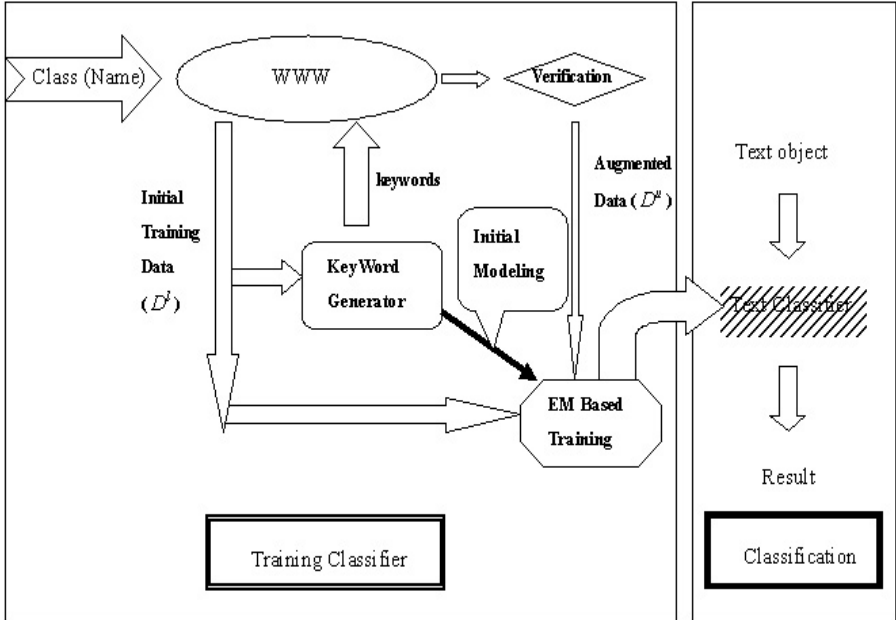 Class (Name)
WWW
Verification
Initial
Training
Data
( D^l )
keywords
KeyWord
Generator
Initial
Modeling
Augmented
Data ( D^u )
EM Based
Training
Training Classifier
Text object
Text Classifier
Result
Classification